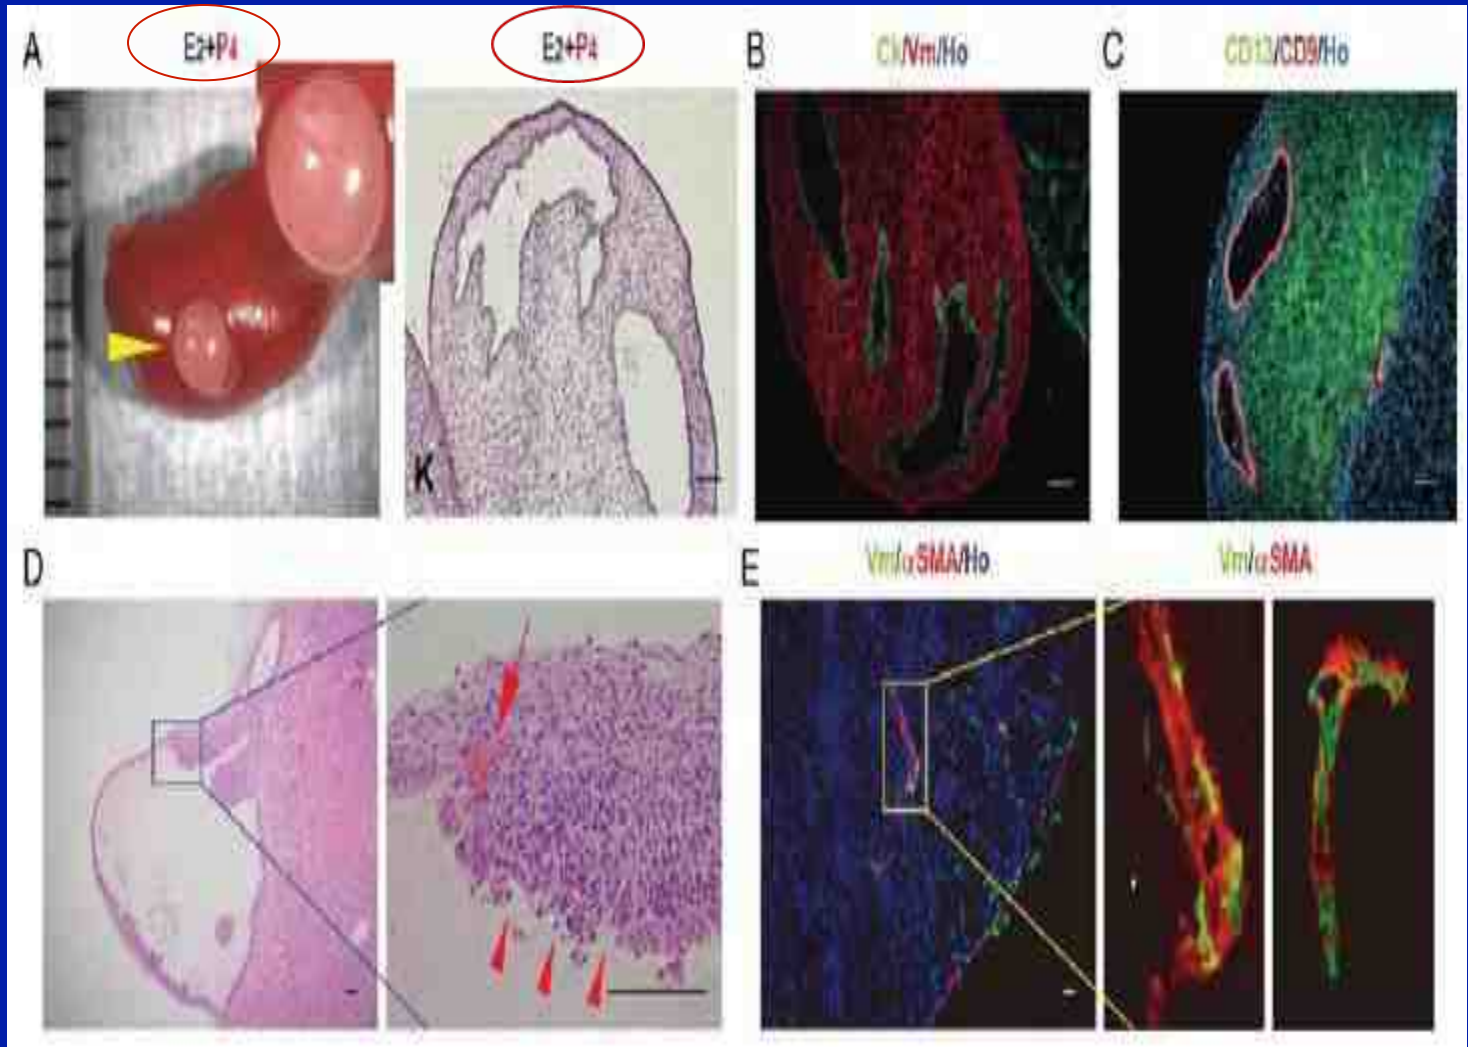 A
E2+P4
E2+P4
B
Ck/Vm/Ho
C
CD13/CD9/Ho
K
D
E
Vm/αSMA/Ho
Vm/αSMA